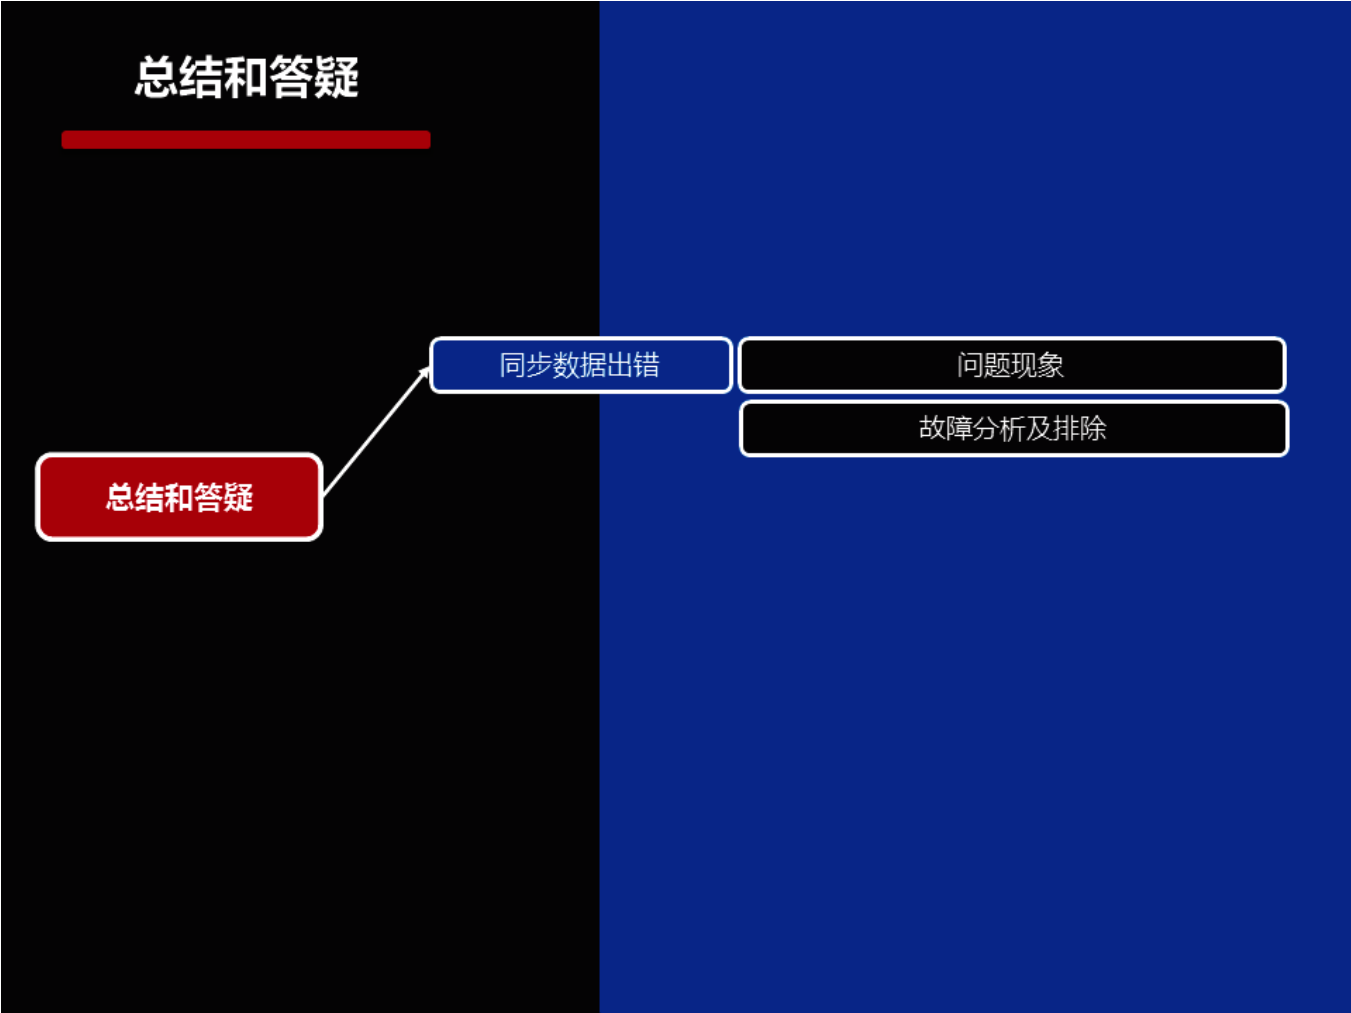 总结和答疑
同步数据出错
问题现象
故障分析及排除
总结和答疑